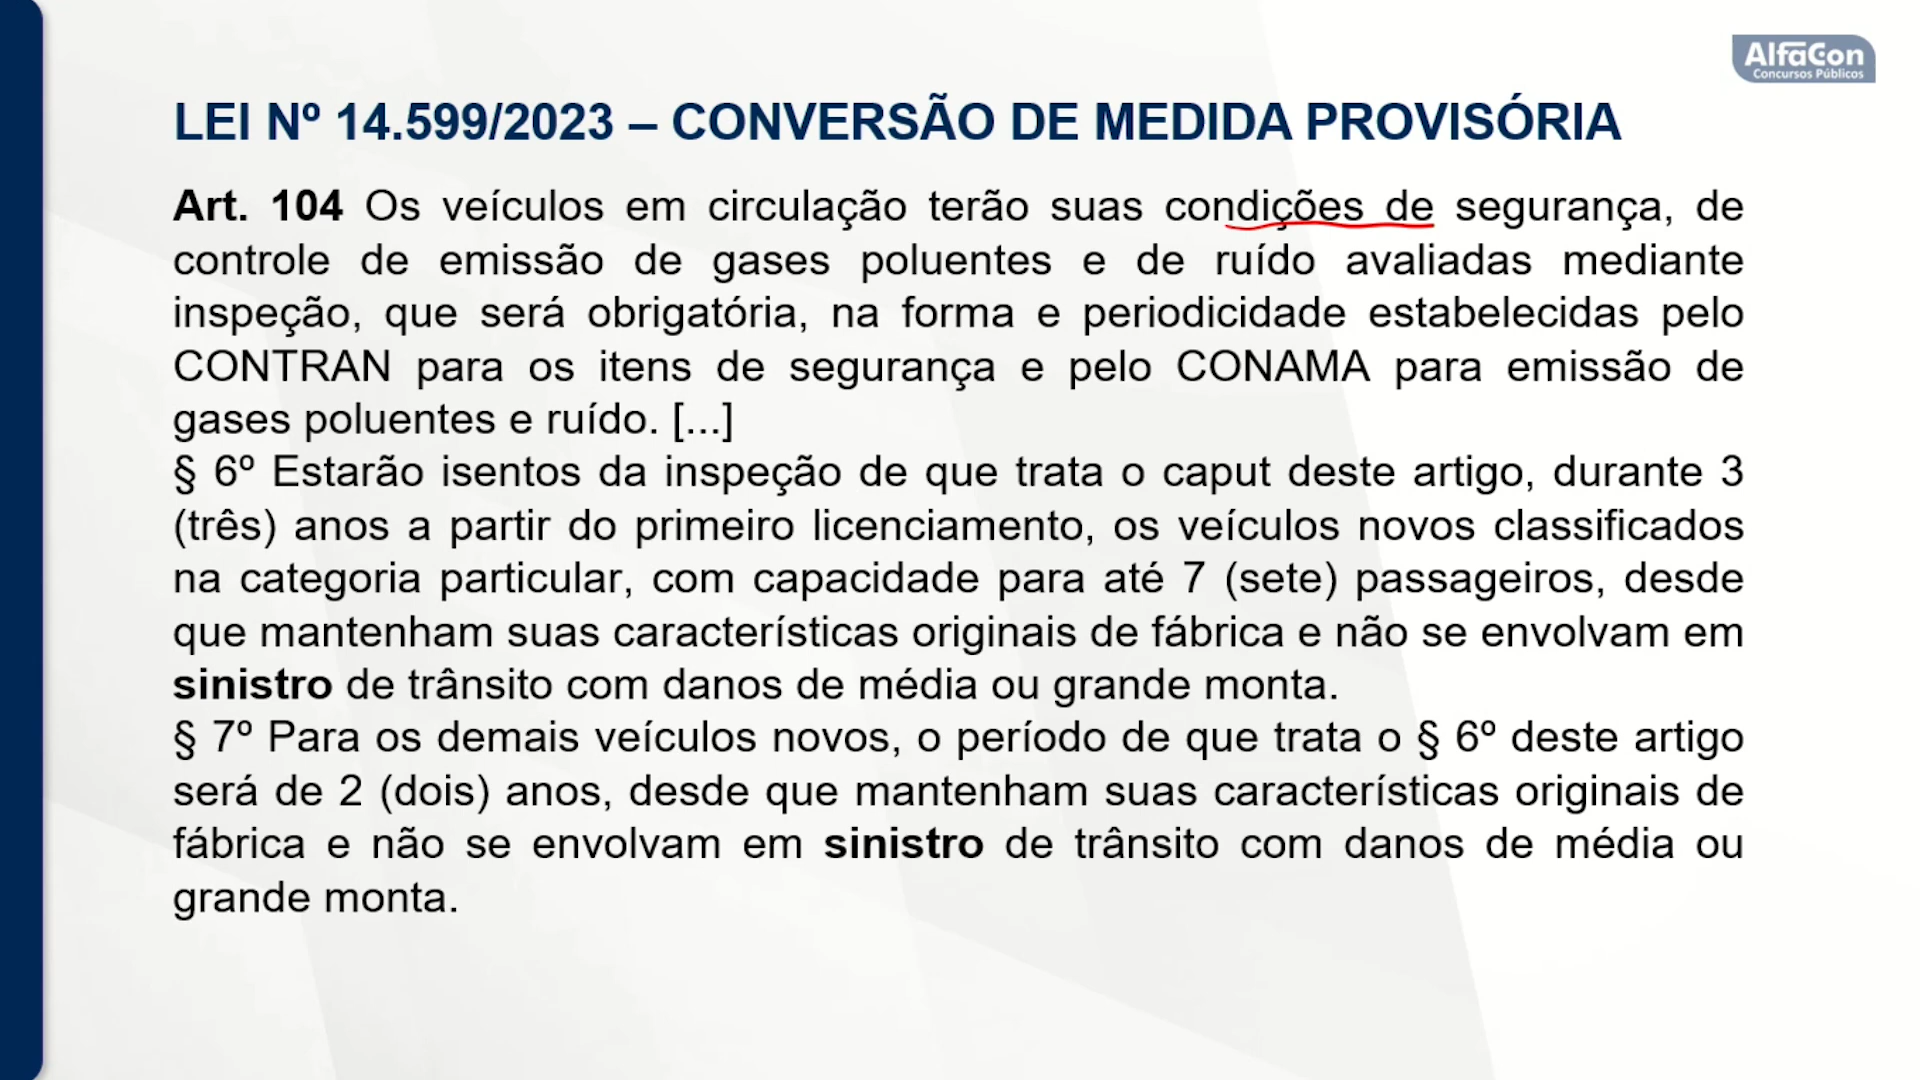 AlfaCon
Concursos Públicos
LEI Nº 14.599/2023 – CONVERSÃO DE MEDIDA PROVISÓRIA
Art. 104 Os veículos em circulação terão suas condições de segurança, de
controle de emissão de gases poluentes e de ruído avaliadas mediante
inspeção, que será obrigatória, na forma e periodicidade estabelecidas pelo
CONTRAN para os itens de segurança e pelo CONAMA para emissão de
gases poluentes e ruído. [...]
§ 6º Estarão isentos da inspeção de que trata o caput deste artigo, durante 3
(três) anos a partir do primeiro licenciamento, os veículos novos classificados
na categoria particular, com capacidade para até 7 (sete) passageiros, desde
que mantenham suas características originais de fábrica e não se envolvam em
sinistro de trânsito com danos de média ou grande monta.
§ 7º Para os demais veículos novos, o período de que trata o § 6º deste artigo
será de 2 (dois) anos, desde que mantenham suas características originais de
fábrica e não se envolvam em sinistro de trânsito com danos de média ou
grande monta.